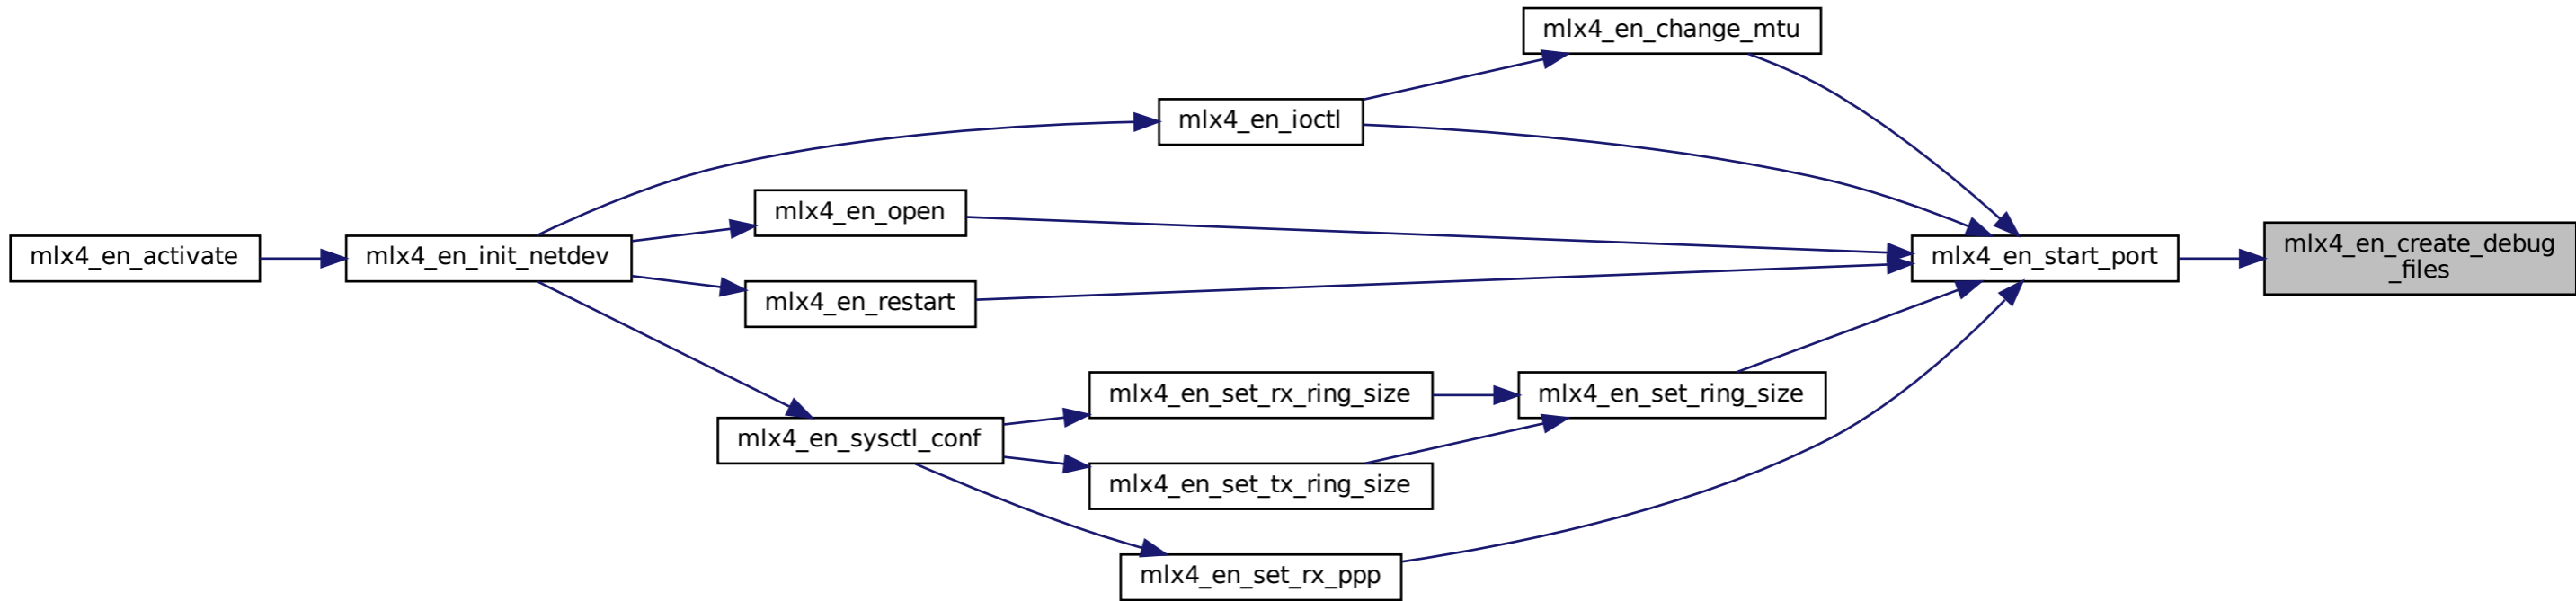 mlx4_en_change_mtu
mlx4_en_ioctl
mlx4_en_open
mlx4_en_activate
mlx4_en_init_netdev
mlx4_en_start_port
mlx4_en_create_debug
_files
mlx4_en_restart
mlx4_en_set_rx_ring_size
mlx4_en_set_ring_size
mlx4_en_sysctl_conf
mlx4_en_set_tx_ring_size
mlx4_en_set_rx_ppp